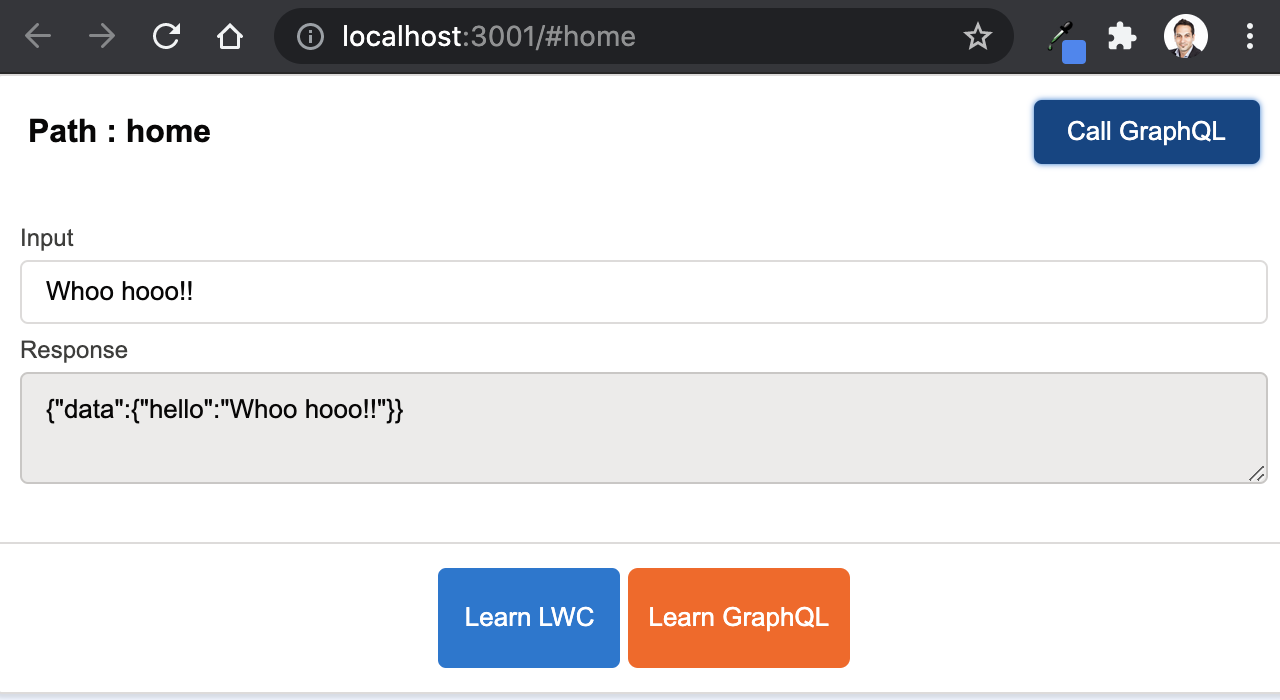 localhost:3001/#home
Path : home
Call GraphQL
Input
Whoo hooo!!
Response
{"data":{"hello":"Whoo hooo!!"}}
Learn LWC
Learn GraphQL